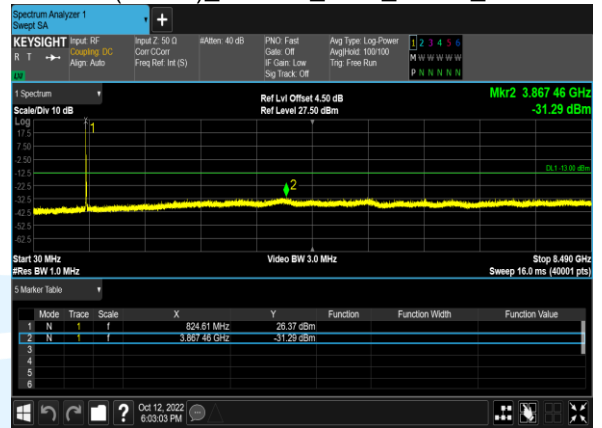 Spectrum Analyzer 1
Swept SA
+
KEYSIGHT Input: RF Input Z: 50 Ω #Atten: 40 dB PNO: Fast Avg Type: Log-Power 1 2 3 4 5 6
R T Coupling: DC Corr CCorr Gate: Off Avg|Hold: 100/100 M W W W W W
Align: Auto Freq Ref: Int (S) IF Gain: Low Trig: Free Run
LW Sig Track: Off P N N N N N
1 Spectrum Mkr2 3.867 46 GHz
Ref Lvl Offset 4.50 dB
Scale/Div 10 dB Ref Level 27.50 dBm -31.29 dBm
Log
1
17.5
7.50
-2.50
DL1 -13.00 dBm
-12.5
-22.5
2
-32.5
-42.5
-52.5
-62.5
Start 30 MHz Video BW 3.0 MHz Stop 8.490 GHz
#Res BW 1.0 MHz Sweep 16.0 ms (40001 pts)
5 Marker Table
Mode Trace Scale X Y Function Function Width Function Value
1 N 1 f 824.61 MHz 26.37 dBm
2 N 1 f 3.867 46 GHz -31.29 dBm
3
4
5
6
? Oct 12, 2022
6:03:03 PM